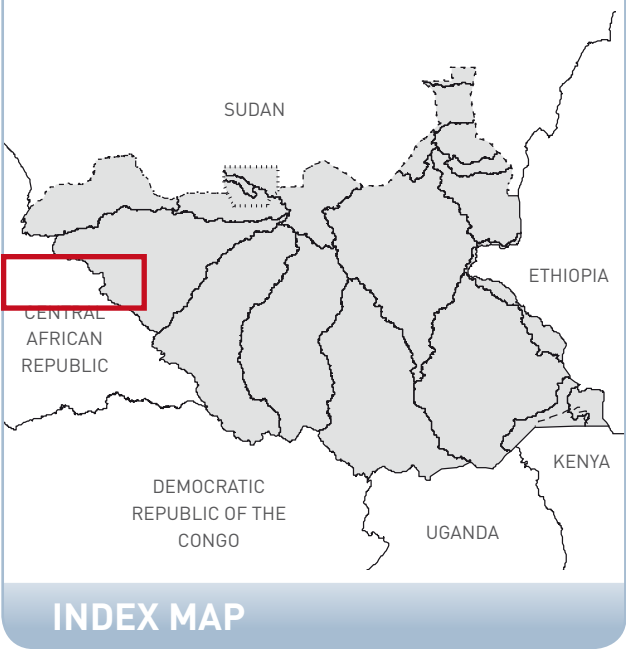 SUDAN
ETHIOPIA
CENTRAL
AFRICAN
REPUBLIC
KENYA
DEMOCRATIC
REPUBLIC OF THE
CONGO
UGANDA
INDEX MAP